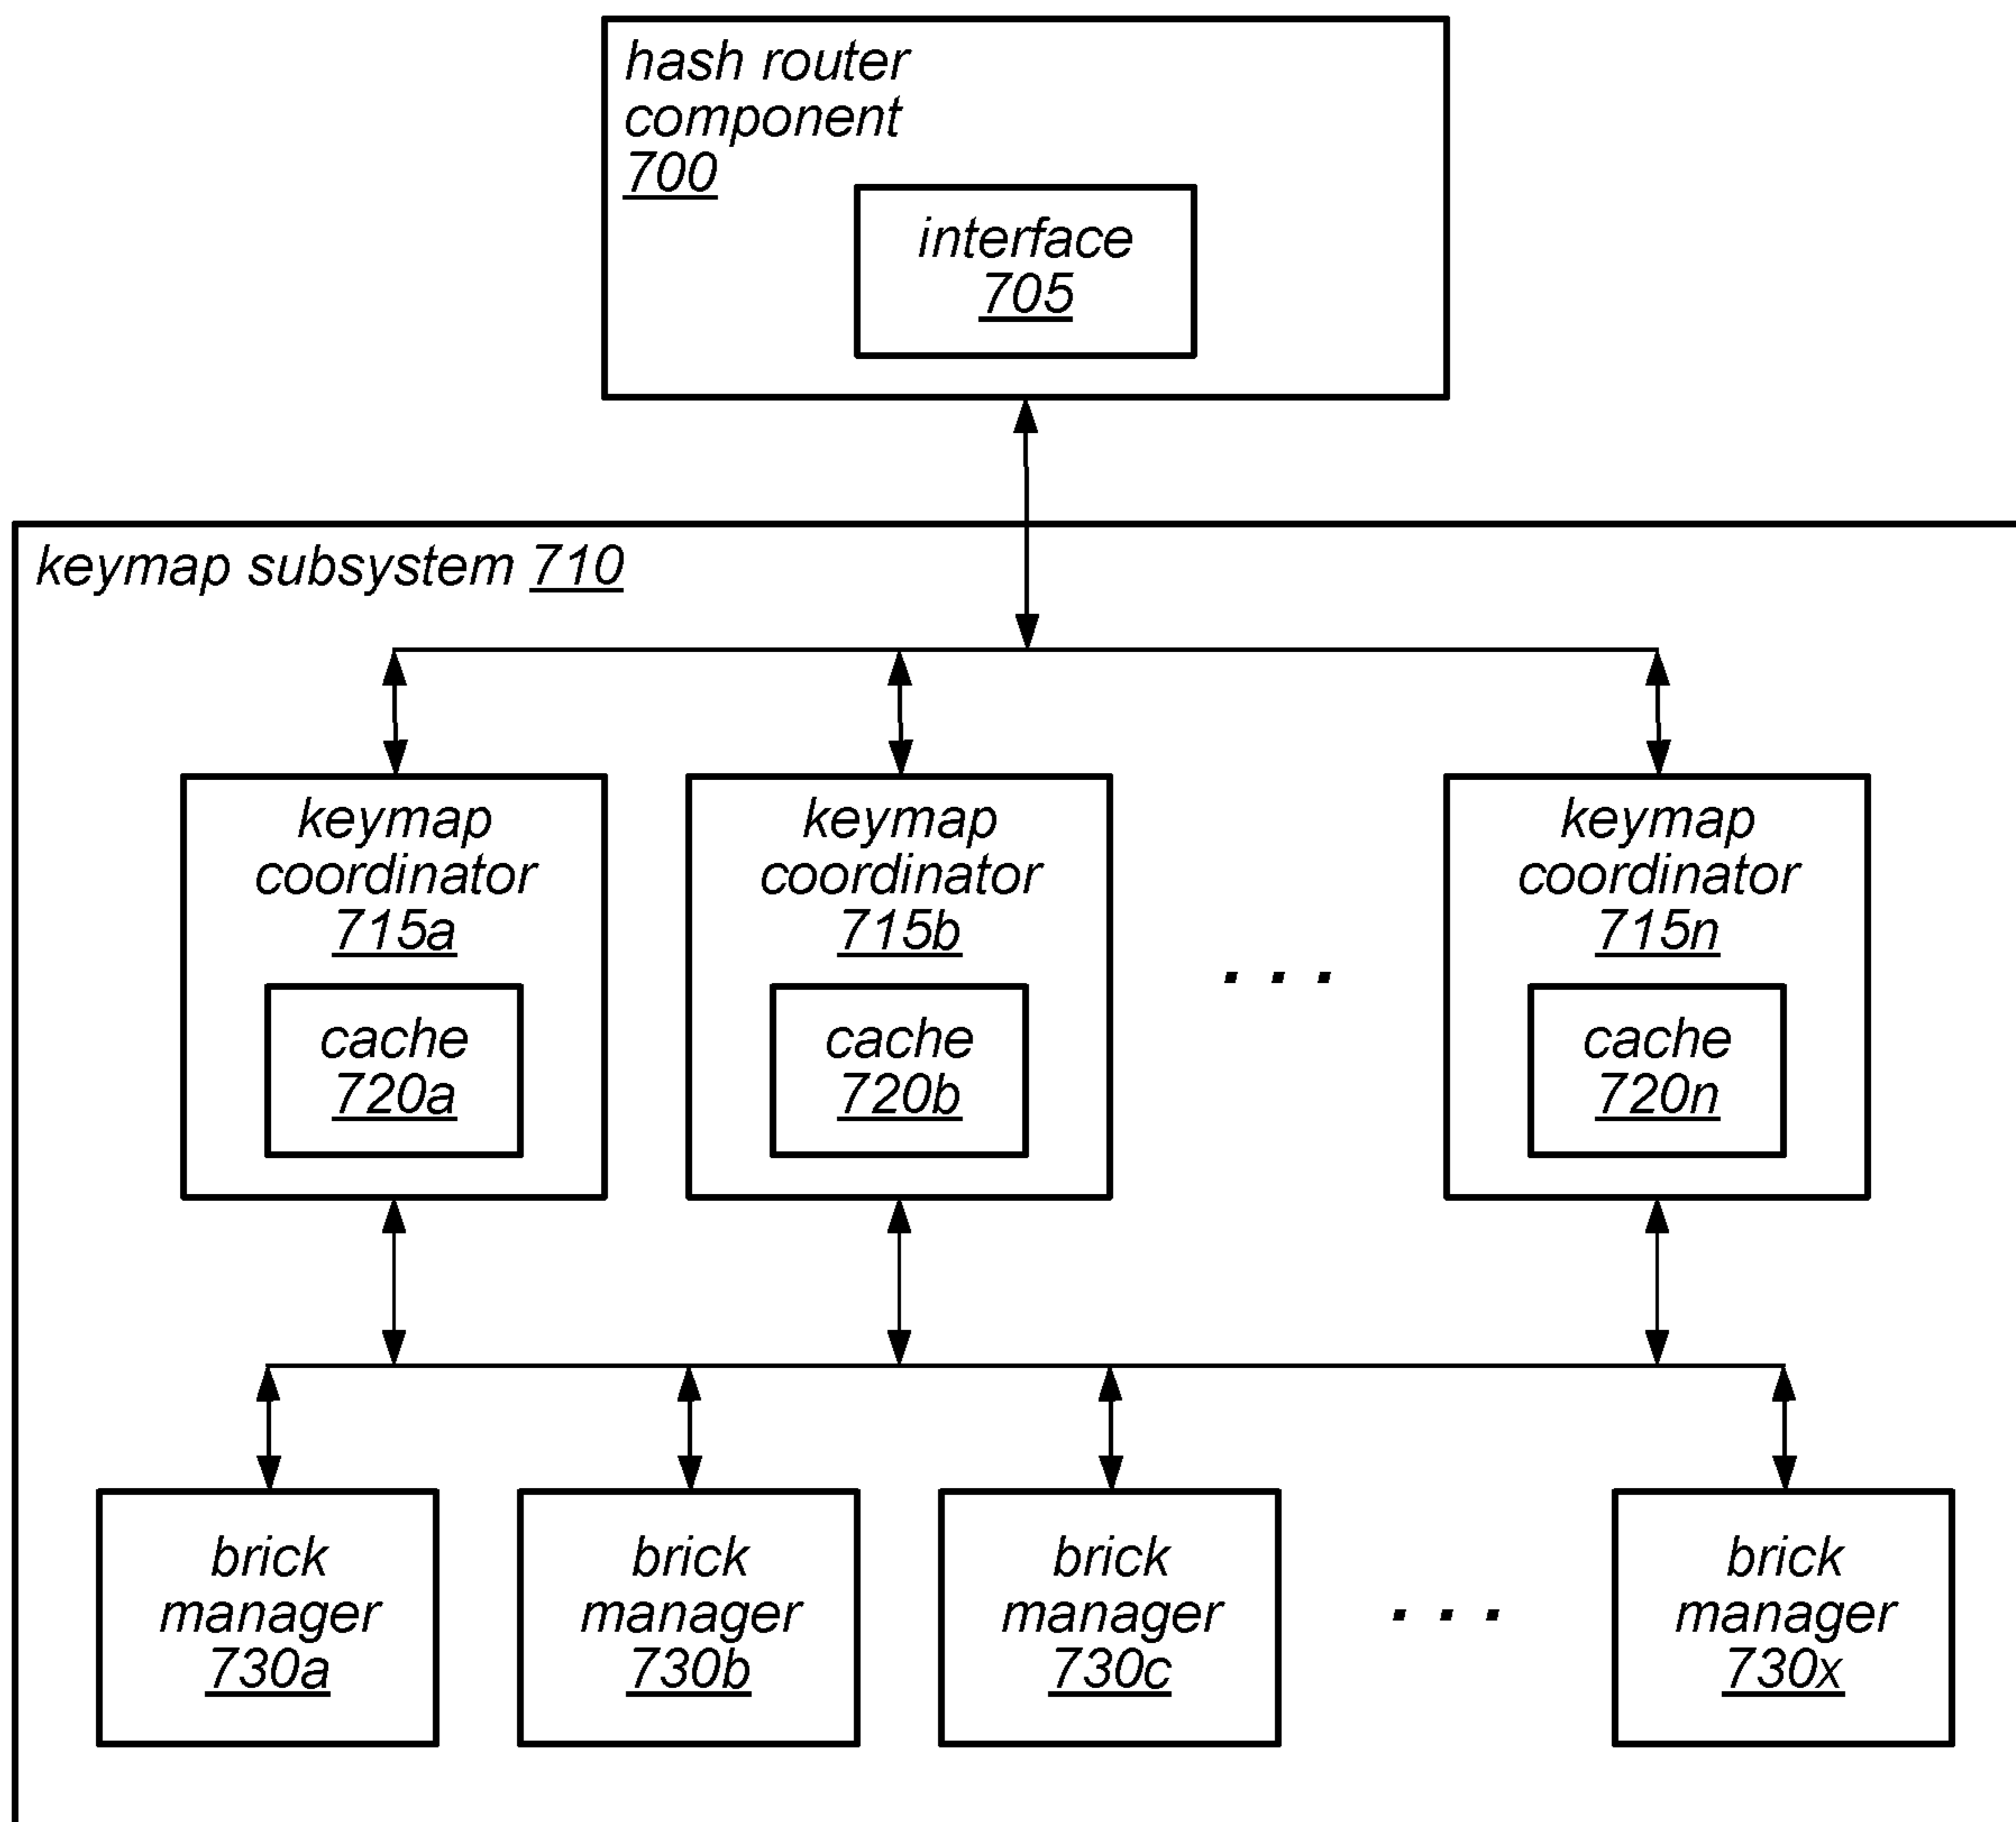 hash router
component
700
interface
705
keymap subsystem 710
keymap
coordinator
715a
cache
720a
keymap
coordinator
715b
cache
720b
. . .
keymap
coordinator
715n
cache
720n
brick
manager
730a
brick
manager
730b
brick
manager
730c
. . .
brick
manager
730x